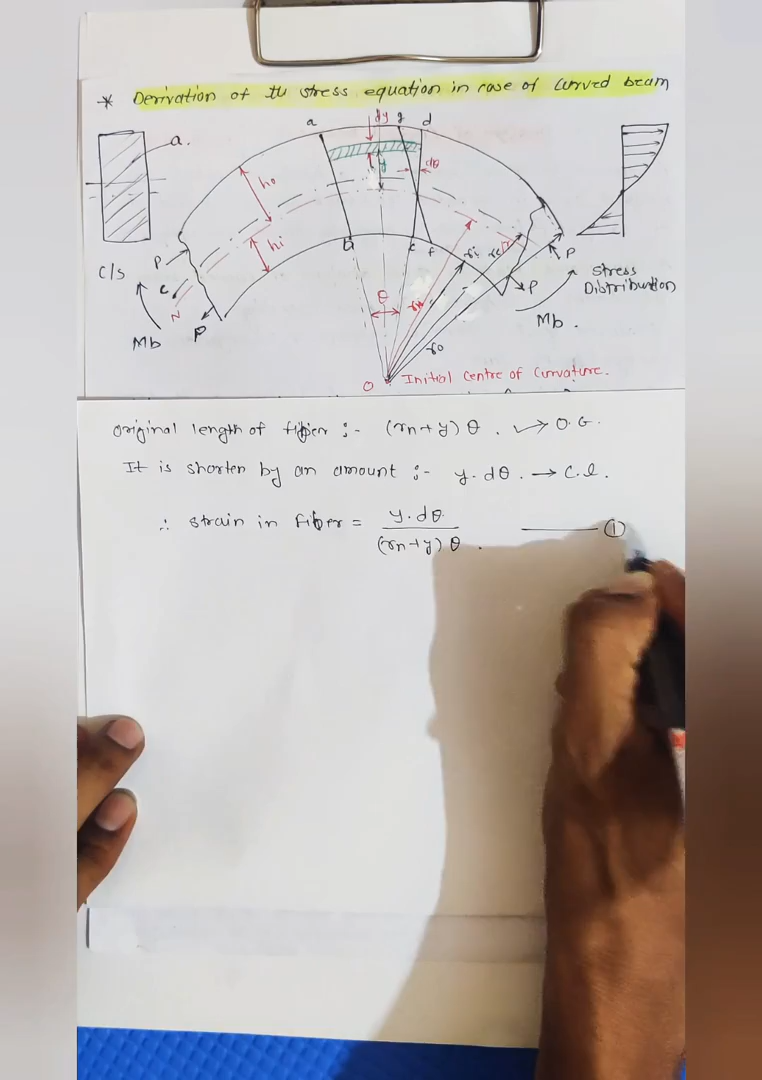 * Derivation of the stress equation in case of curved beam
a dy g d
a.
y dθ
ho
hi
b c f
P ri rc P
c/s c θ rn P stress
N Distribution
Mb P ro Mb.
O Initial centre of curvature.
original length of fiber :- (rn+y) θ . → O.G.
It is shorten by an amount :- y. dθ. → C.l.
∴ strain in fiber = y.dθ. / (rn+y) θ . ——— ①